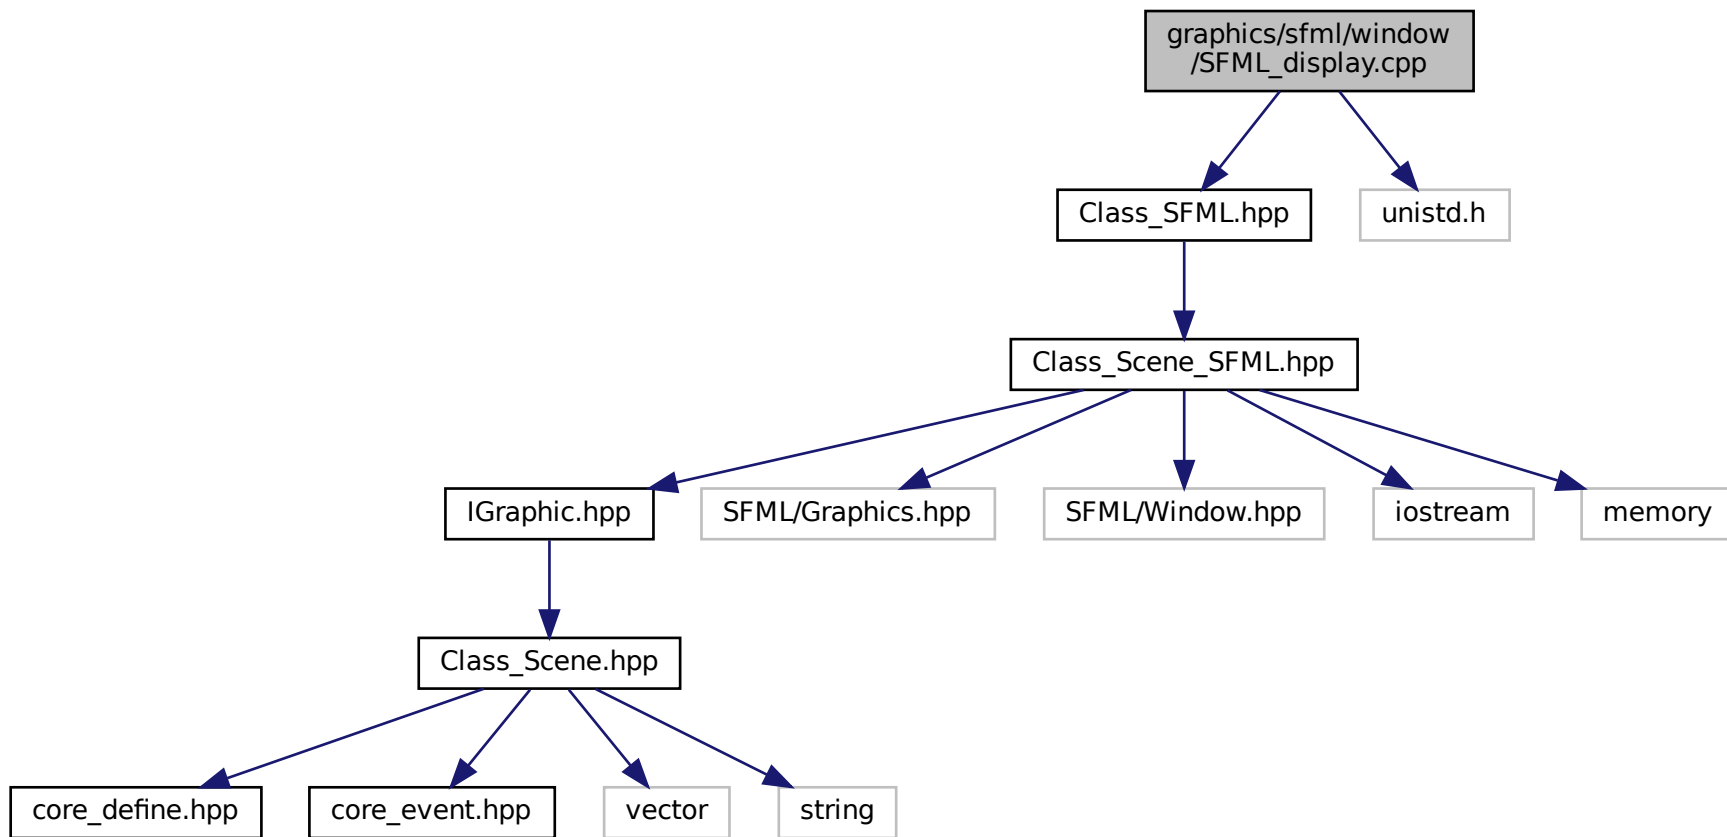 graphics/sfml/window
/SFML_display.cpp
Class_SFML.hpp
unistd.h
Class_Scene_SFML.hpp
IGraphic.hpp
SFML/Graphics.hpp
SFML/Window.hpp
iostream
memory
Class_Scene.hpp
core_define.hpp
core_event.hpp
vector
string